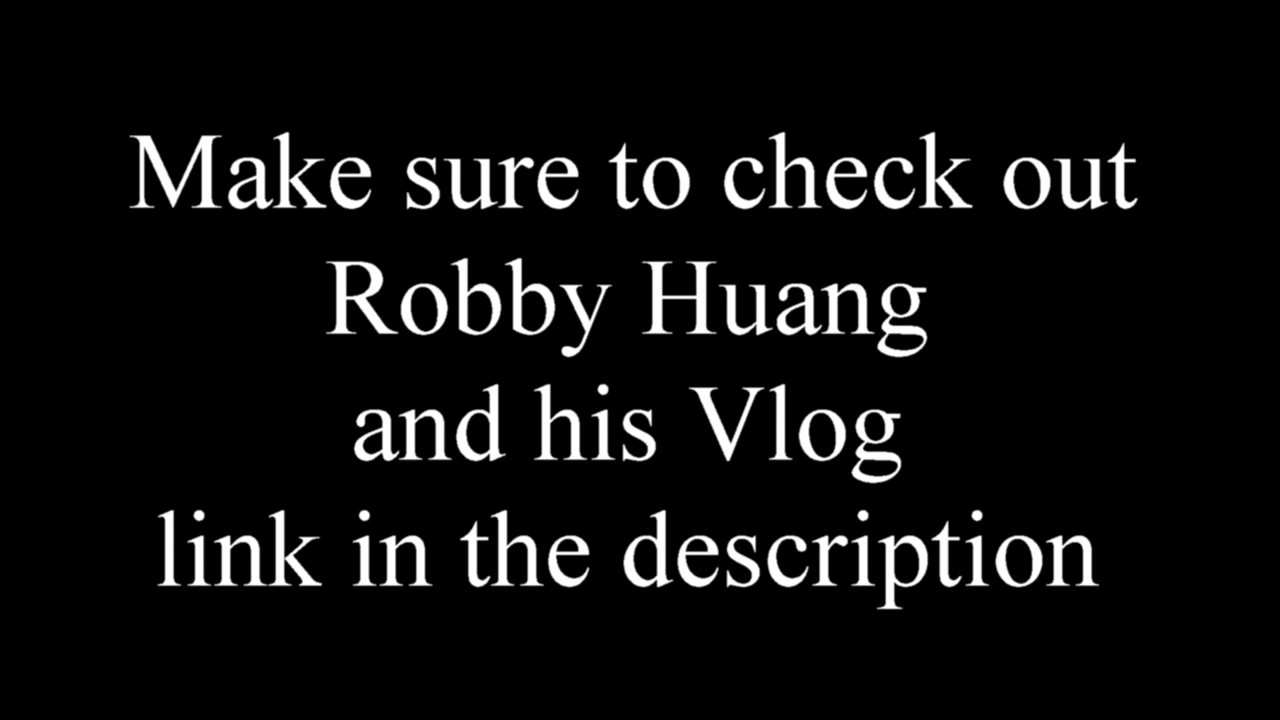 Make sure to check out
Robby Huang
and his Vlog
link in the description